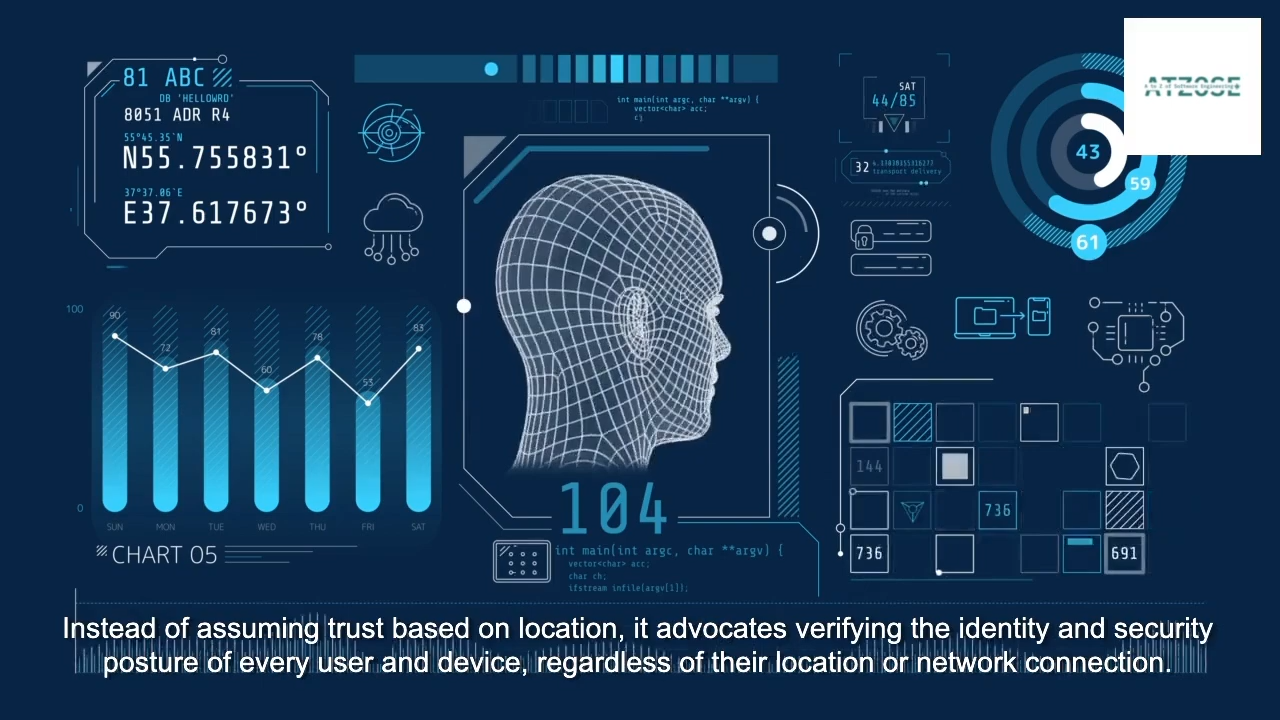 81 ABC
DB 'HELLOWRD'
8051 ADR R4
55°45.35'N
N55.755831°
37°37.06'E
E37.617673°
int main(int argc, char **argv) {
vector<char> acc;
c}
SAT
44/85
32
transport delivery
43
59
61
ATZOSE
A to Z of Software Engineering
100
90
72
81
60
78
53
83
0
SUN MON TUE WED THU FRI SAT
CHART 05
104
int main(int argc, char **argv) {
vector<char> acc;
char ch;
ifstream infile(argv[1]);
144
736
736
691
Instead of assuming trust based on location, it advocates verifying the identity and security
posture of every user and device, regardless of their location or network connection.